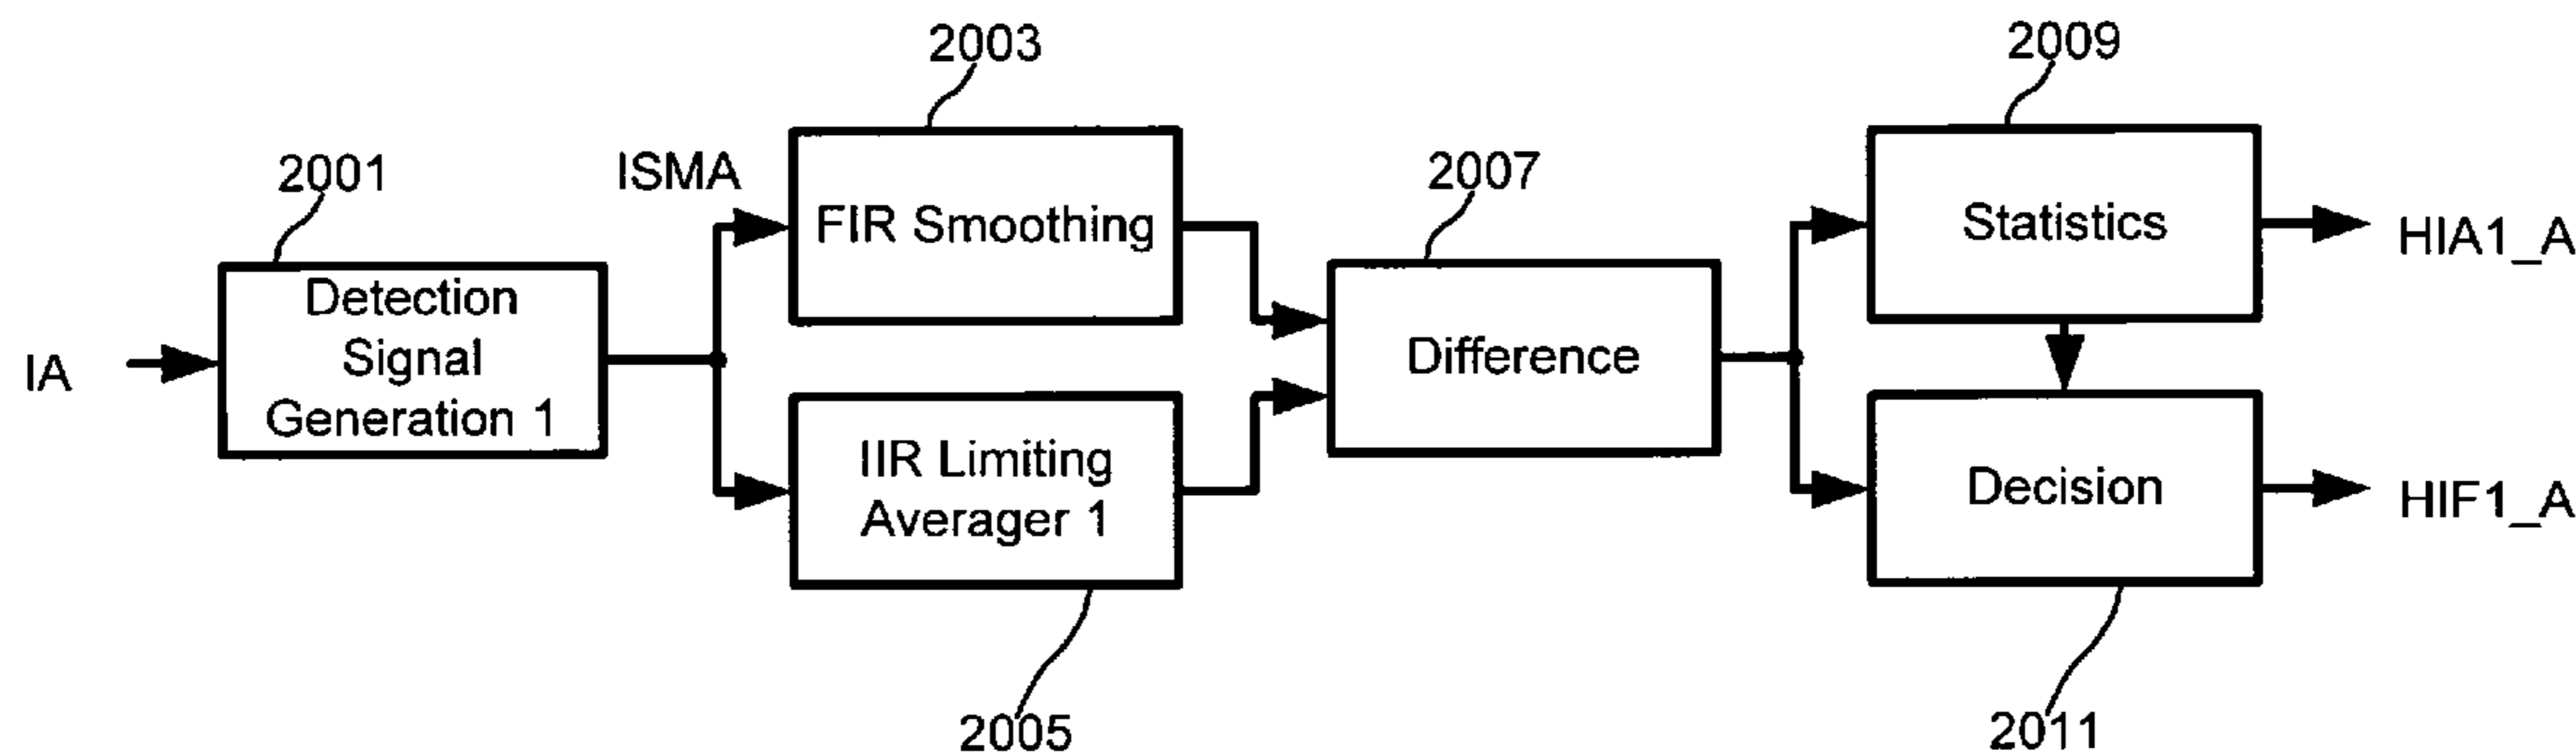 2003
2009
2001
ISMA
2007
FIR Smoothing
Statistics
HIA1_A
Detection
Signal
Generation 1
IA
Difference
IIR Limiting
Averager 1
Decision
HIF1_A
2005
2011